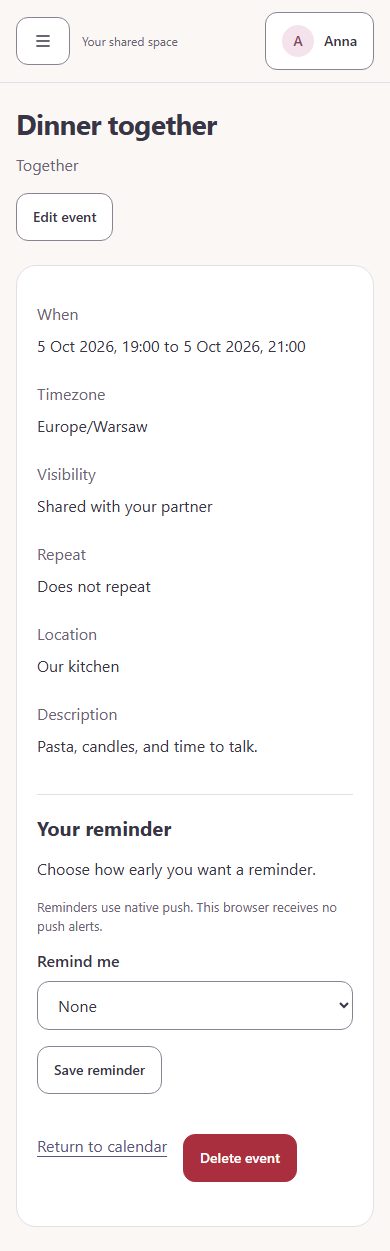 Your shared space
A
Anna
Dinner together
Together
Edit event
When
5 Oct 2026, 19:00 to 5 Oct 2026, 21:00
Timezone
Europe/Warsaw
Visibility
Shared with your partner
Repeat
Does not repeat
Location
Our kitchen
Description
Pasta, candles, and time to talk.
Your reminder
Choose how early you want a reminder.
Reminders use native push. This browser receives no
push alerts.
Remind me
None
Save reminder
Return to calendar
Delete event